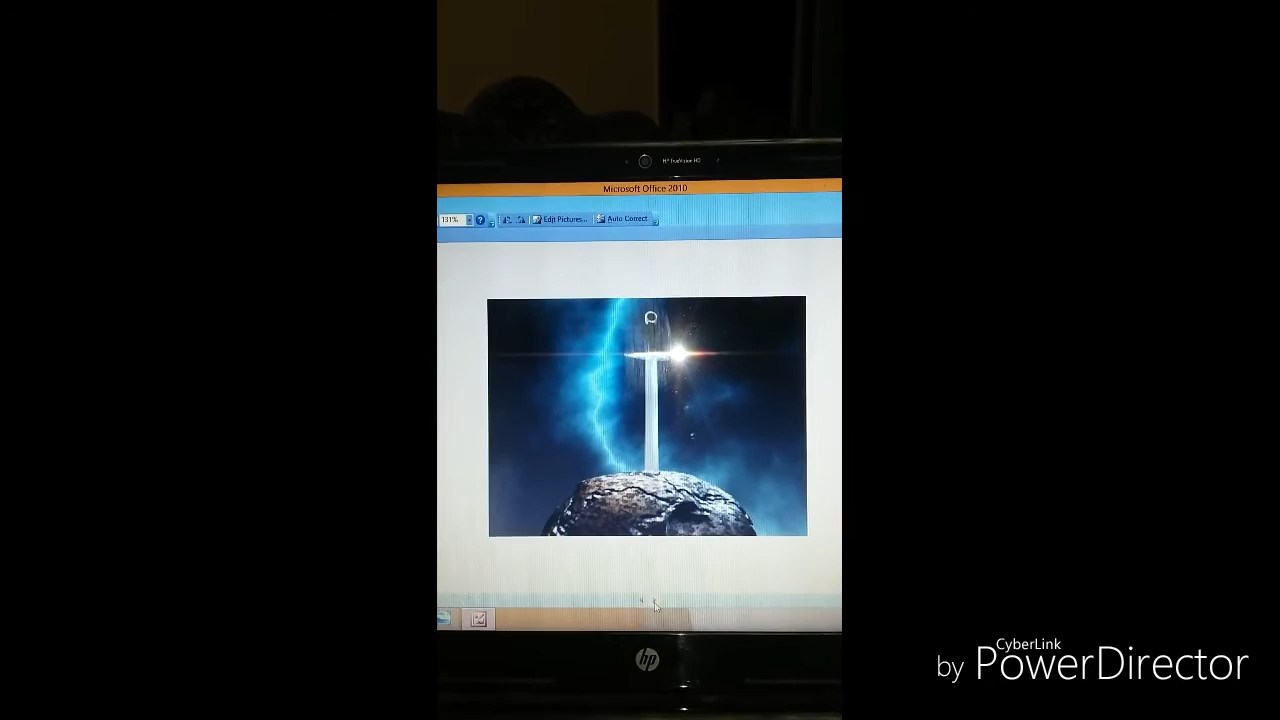 HP TrueVision HD
Microsoft Office 2010
131%
? Edit Pictures... Auto Correct
hp
CyberLink
by PowerDirector